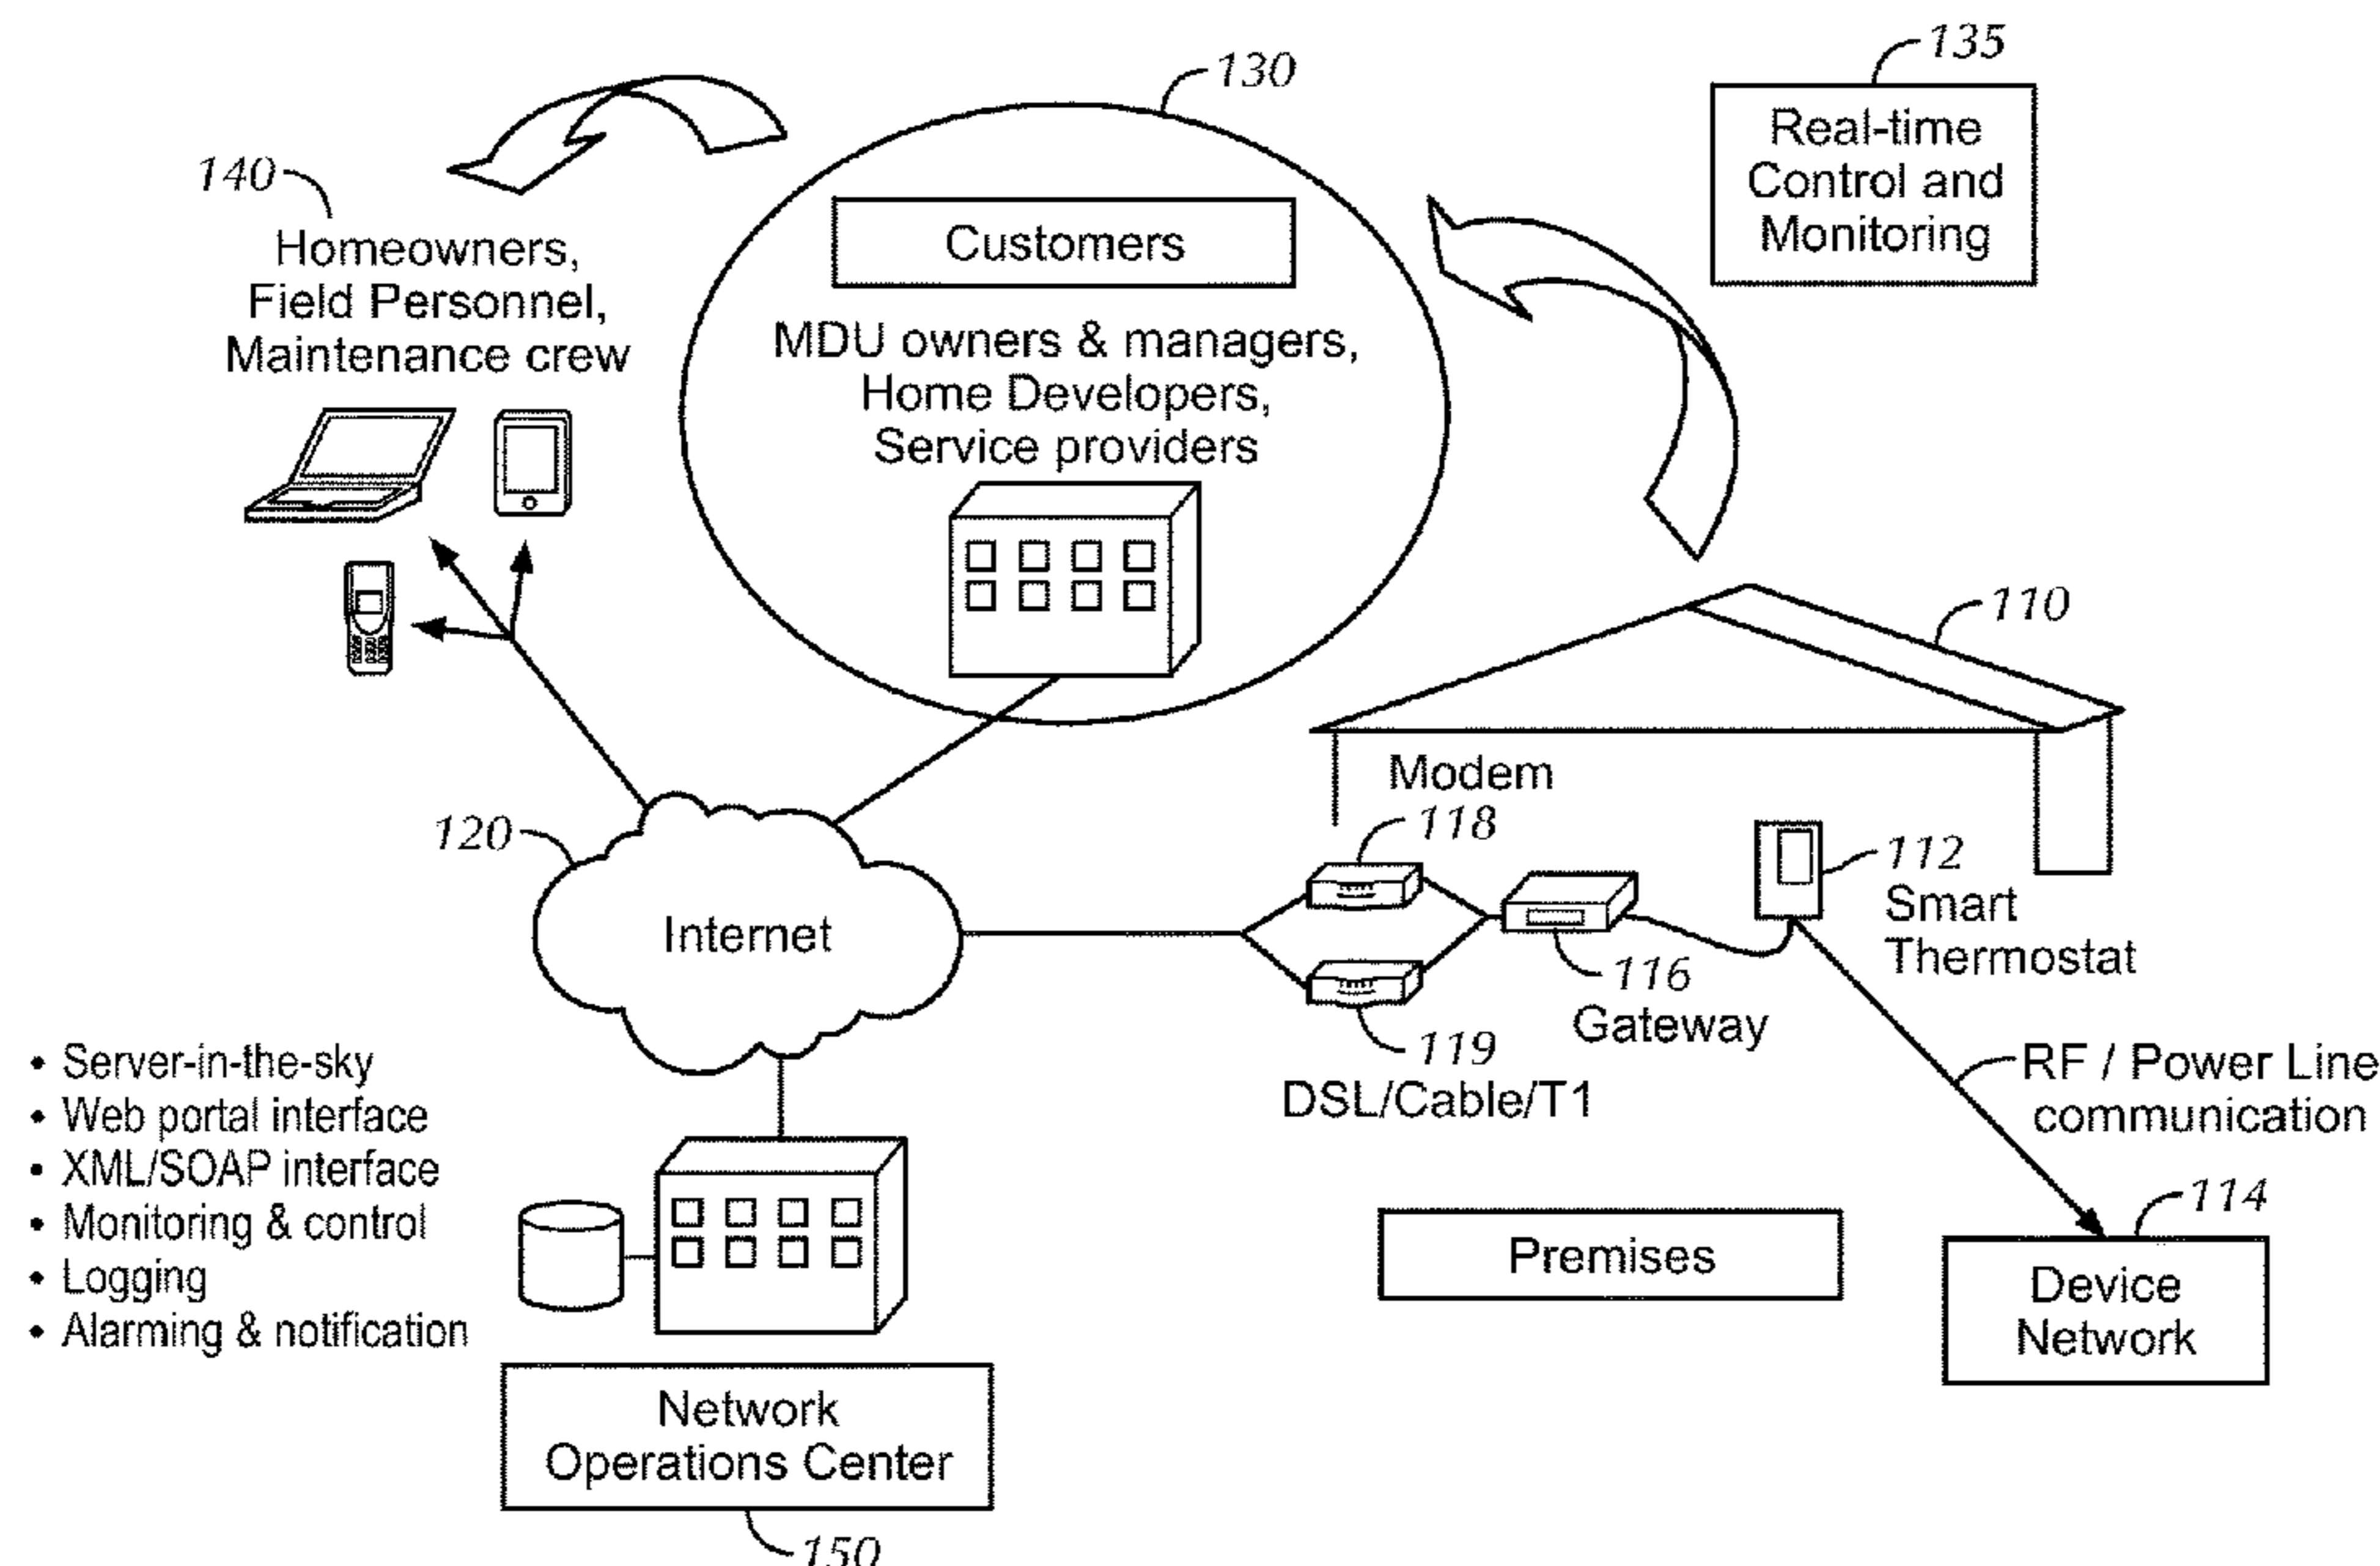 135
130
Real-time
Control and
Monitoring
140
Homeowners,
Field Personnel,
Maintenance crew
Customers
MDU owners & managers,
Home Developers,
Service providers
110
Modem
118
120
112
Smart
Thermostat
Internet
116
Gateway
119
DSL/Cable/T1
RF / Power Line
communication
• Server-in-the-sky
• Web portal interface
• XML/SOAP interface
• Monitoring & control
• Logging
• Alarming & notification
114
Premises
Device
Network
Network
Operations Center
150